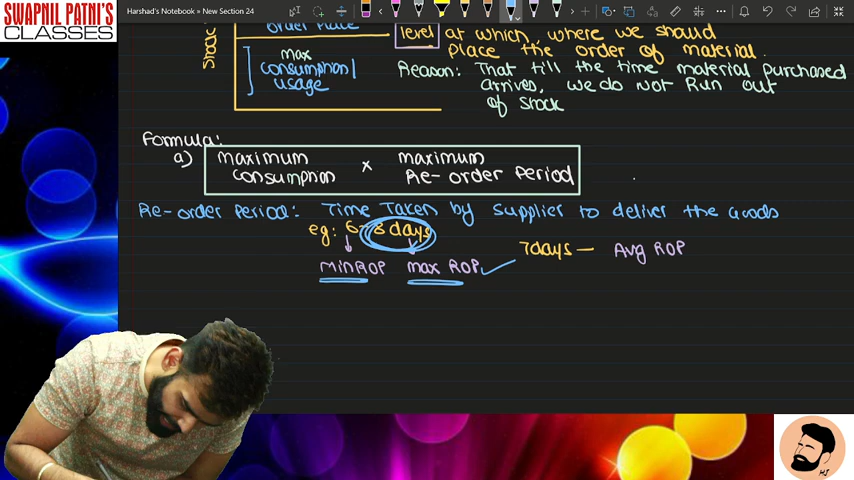 SWAPNIL PATNI'S
CLASSES
Harshad's Notebook » New Section 24
Stock
order Place
level at which, where we should
place the order of material.
max
consumption/
usage
Reason: That till the time material purchased
arrives, we do not Run out
of stock
Formula:
a) maximum consumption x maximum Re-order Period
Re-order Period: Time Taken by supplier to deliver the Goods
eg: 6-8 days
7days — Avg ROP
Min ROP max ROP
HS